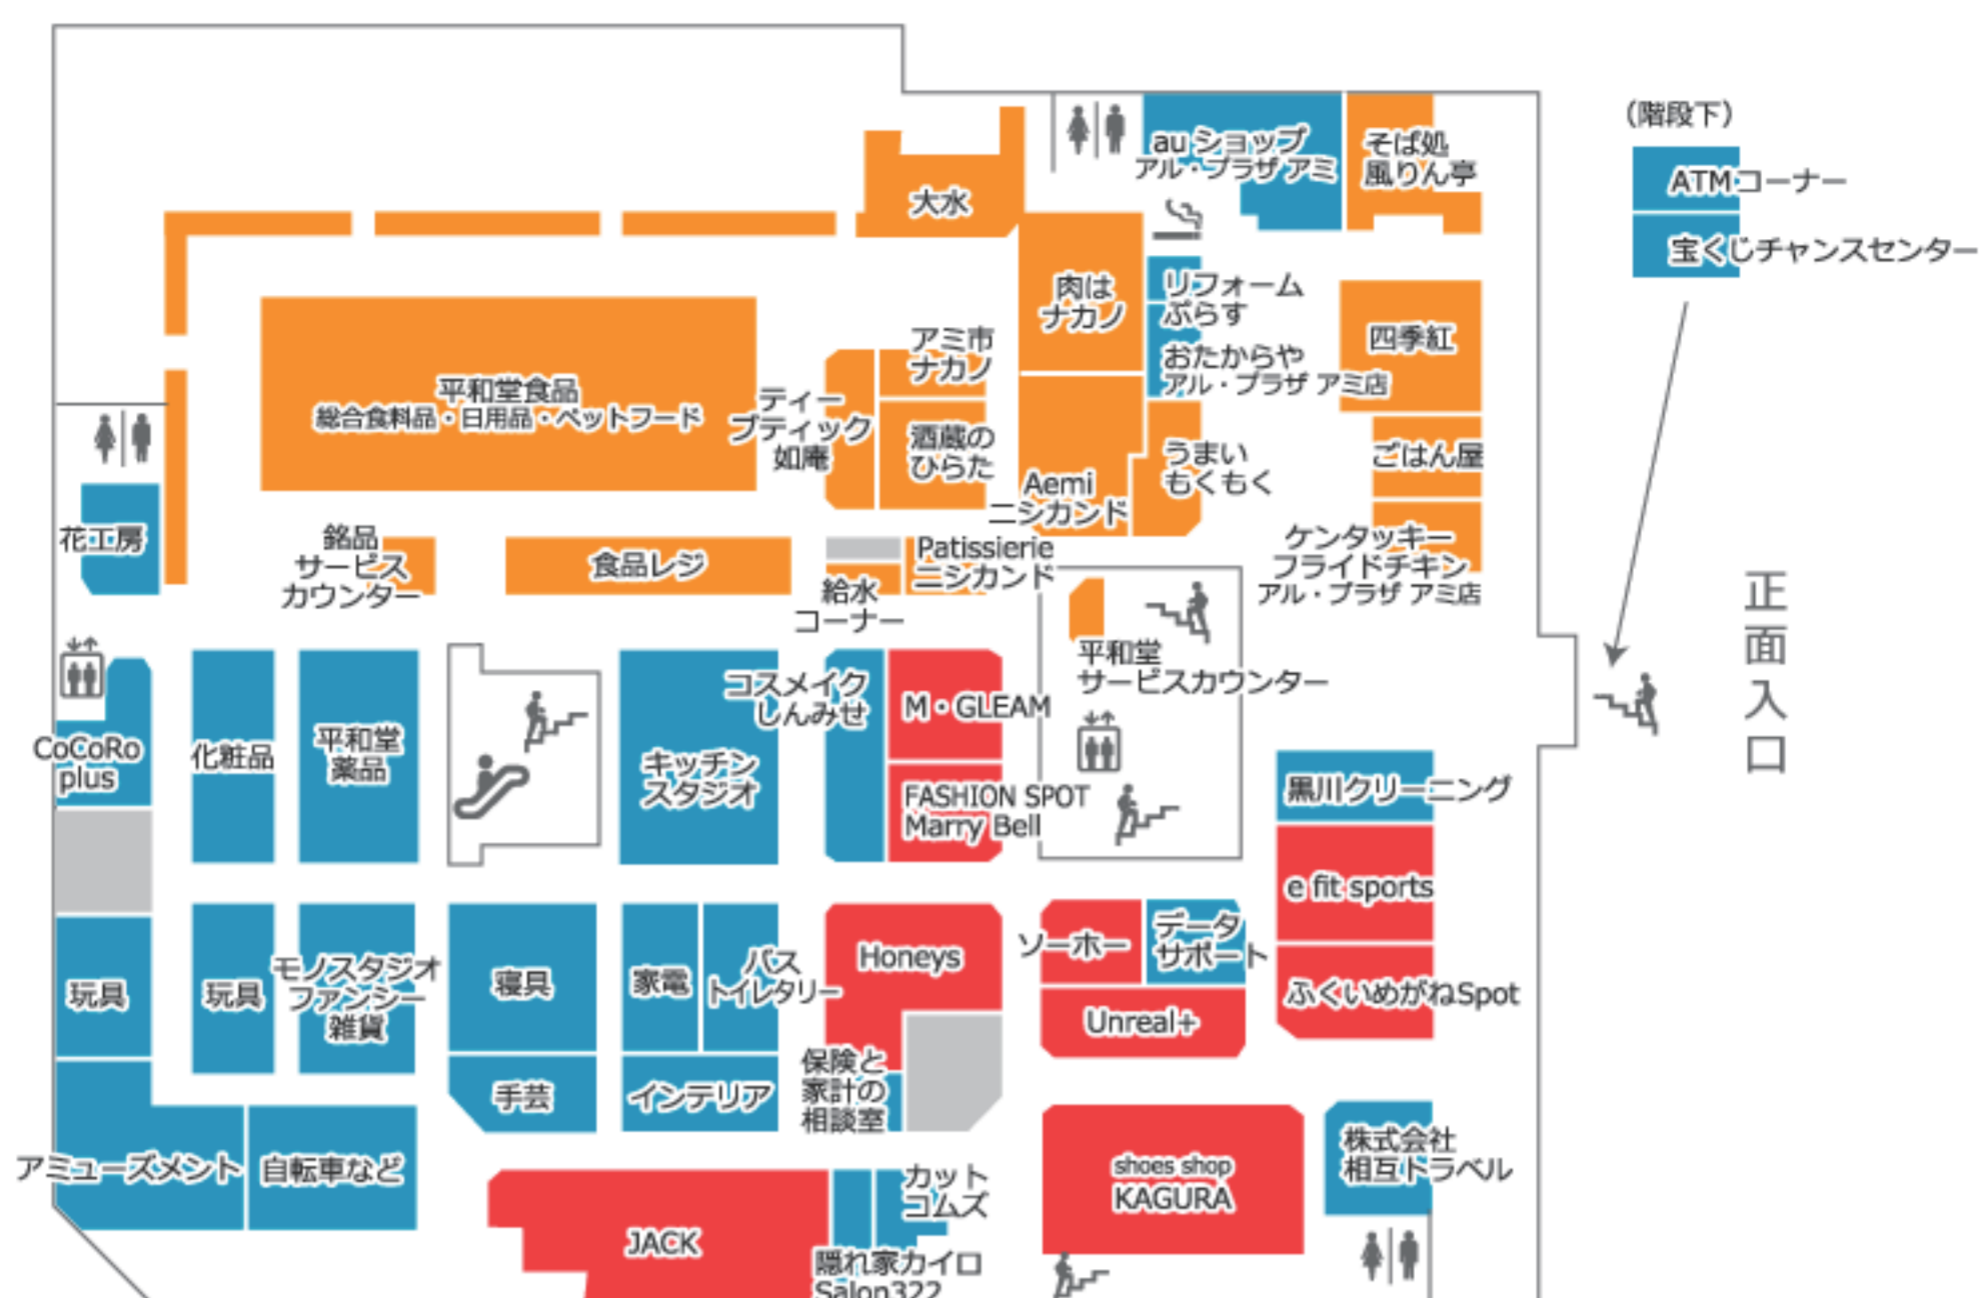 (階段下)
ATMコーナー
宝くじチャンスセンター
正面入口
au ショップ
アル・プラザ アミ
そば処
風りん亭
大水
肉は
ナカノ
リフォーム
ぷらす
おたからや
アル・プラザ アミ店
四季紅
アミ市
ナカノ
平和堂食品
総合食料品・日用品・ペットフード
ティー
ブティック
如庵
酒蔵の
ひらた
Aemi
ニシカンド
うまい
もくもく
ごはん屋
ケンタッキー
フライドチキン
アル・プラザ アミ店
花工房
銘品
サービス
カウンター
食品レジ
給水
コーナー
Patissierie
ニシカンド
平和堂
サービスカウンター
CoCoRo
plus
化粧品
平和堂
薬品
キッチン
スタジオ
コスメイク
しんみせ
M・GLEAM
FASHION SPOT
Marry Bell
黒川クリーニング
e fit sports
ふくいめがねSpot
玩具
玩具
モノスタジオ
ファンシー
雑貨
寝具
家電
バス
トイレタリー
Honeys
ソーホー
データ
サポート
Unreal+
手芸
インテリア
保険と
家計の
相談室
アミューズメント
自転車など
JACK
カット
コムズ
隠れ家カイロ
Salon322
shoes shop
KAGURA
株式会社
相互トラベル